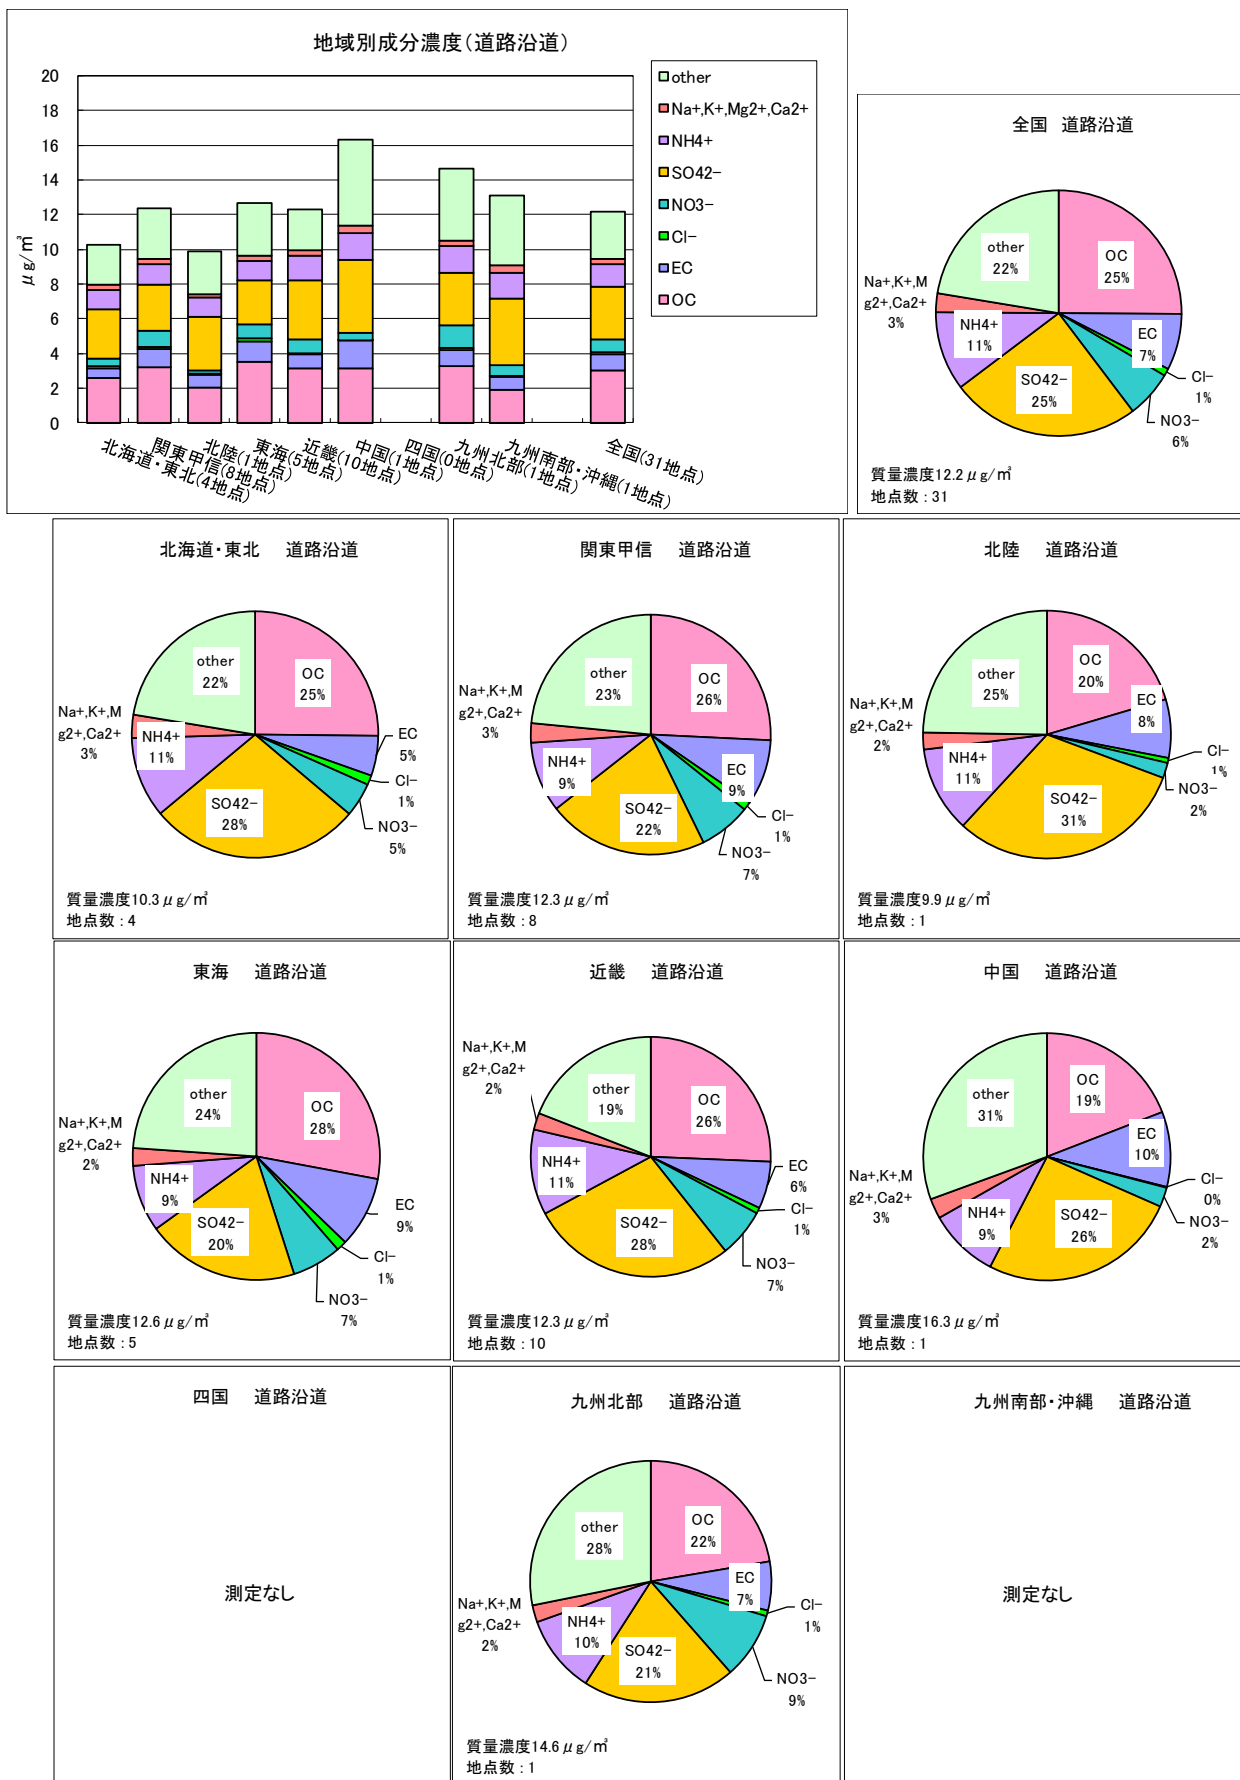 地域別成分濃度(道路沿道)
20
18
16
14
12
10
8
6
4
2
0
μg/㎥
北海道・東北(4地点)
関東甲信(8地点)
北陸(1地点)
東海(5地点)
近畿(10地点)
中国(1地点)
四国(0地点)
九州北部(1地点)
九州南部・沖縄(1地点)
全国(31地点)
other
Na+,K+,Mg2+,Ca2+
NH4+
SO42-
NO3-
Cl-
EC
OC
全国 道路沿道
OC
25%
EC
7%
Cl-
1%
NO3-
6%
SO42-
25%
NH4+
11%
Na+,K+,M
g2+,Ca2+
3%
other
22%
質量濃度12.2μg/㎥
地点数:31
北海道・東北 道路沿道
OC
25%
EC
5%
Cl-
1%
NO3-
5%
SO42-
28%
NH4+
11%
Na+,K+,M
g2+,Ca2+
3%
other
22%
質量濃度10.3μg/㎥
地点数:4
関東甲信 道路沿道
OC
26%
EC
9%
Cl-
1%
NO3-
7%
SO42-
22%
NH4+
9%
Na+,K+,M
g2+,Ca2+
3%
other
23%
質量濃度12.3μg/㎥
地点数:8
北陸 道路沿道
OC
20%
EC
8%
Cl-
1%
NO3-
2%
SO42-
31%
NH4+
11%
Na+,K+,M
g2+,Ca2+
2%
other
25%
質量濃度9.9μg/㎥
地点数:1
東海 道路沿道
OC
28%
EC
9%
Cl-
1%
NO3-
7%
SO42-
20%
NH4+
9%
Na+,K+,M
g2+,Ca2+
2%
other
24%
質量濃度12.6μg/㎥
地点数:5
近畿 道路沿道
OC
26%
EC
6%
Cl-
1%
NO3-
7%
SO42-
28%
NH4+
11%
Na+,K+,M
g2+,Ca2+
2%
other
19%
質量濃度12.3μg/㎥
地点数:10
中国 道路沿道
OC
19%
EC
10%
Cl-
0%
NO3-
2%
SO42-
26%
NH4+
9%
Na+,K+,M
g2+,Ca2+
3%
other
31%
質量濃度16.3μg/㎥
地点数:1
四国 道路沿道
測定なし
九州北部 道路沿道
OC
22%
EC
7%
Cl-
1%
NO3-
9%
SO42-
21%
NH4+
10%
Na+,K+,M
g2+,Ca2+
2%
other
28%
質量濃度14.6μg/㎥
地点数:1
九州南部・沖縄 道路沿道
測定なし